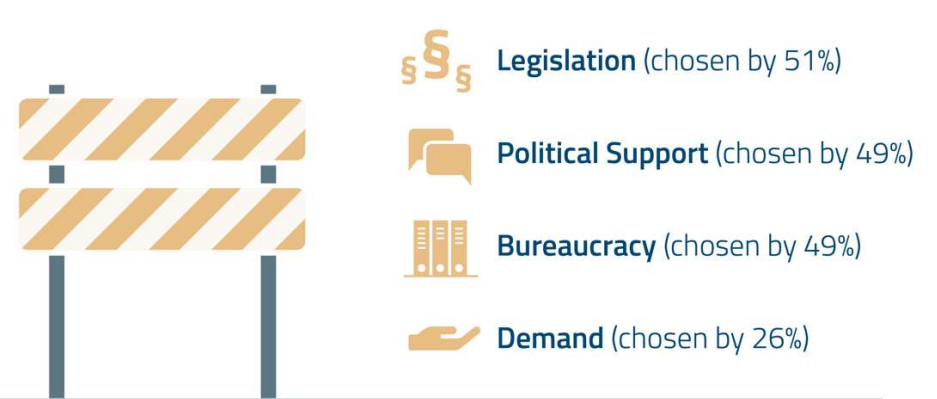 § § §
Legislation (chosen by 51%)
Political Support (chosen by 49%)
Bureaucracy (chosen by 49%)
Demand (chosen by 26%)